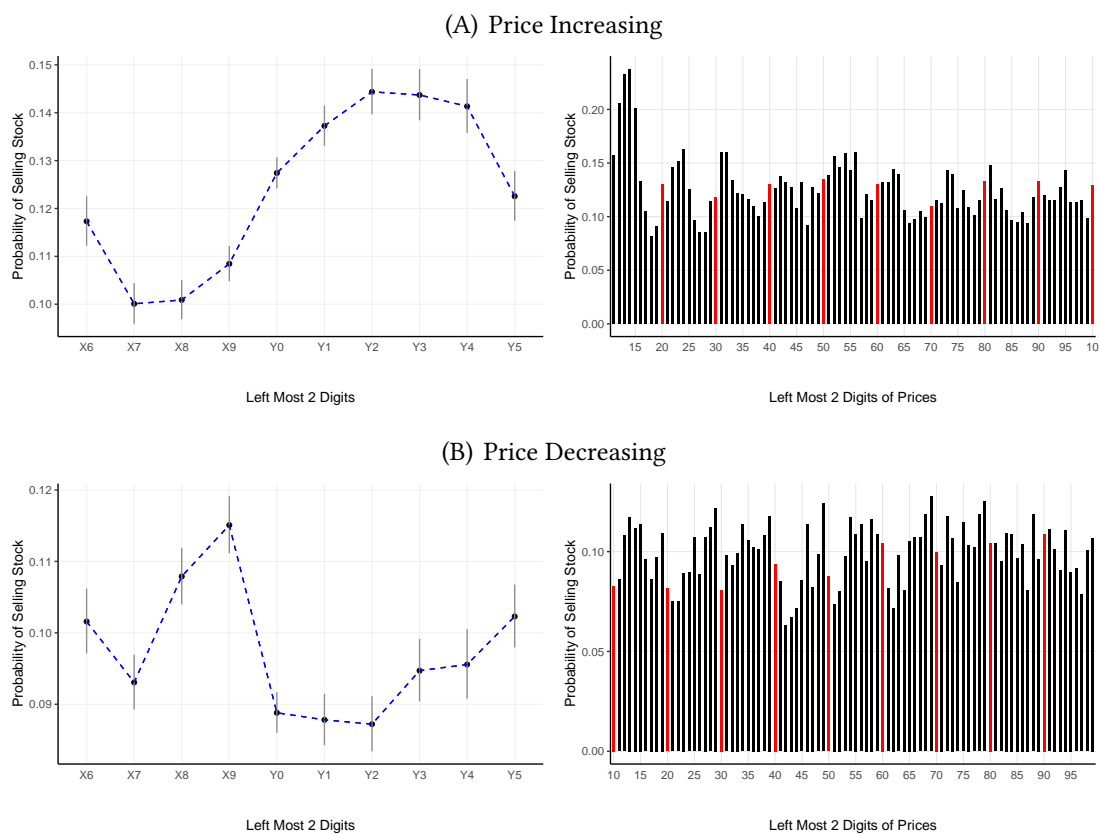 (A) Price Increasing
Probability of Selling Stock
0.15
0.14
0.13
0.12
0.11
0.10
X6 X7 X8 X9 Y0 Y1 Y2 Y3 Y4 Y5
Left Most 2 Digits
Probability of Selling Stock
0.20
0.15
0.10
0.05
0.00
15 20 25 30 35 40 45 50 55 60 65 70 75 80 85 90 95 10
Left Most 2 Digits of Prices
(B) Price Decreasing
Probability of Selling Stock
0.12
0.11
0.10
0.09
X6 X7 X8 X9 Y0 Y1 Y2 Y3 Y4 Y5
Left Most 2 Digits
Probability of Selling Stock
0.10
0.05
0.00
10 15 20 25 30 35 40 45 50 55 60 65 70 75 80 85 90 95
Left Most 2 Digits of Prices